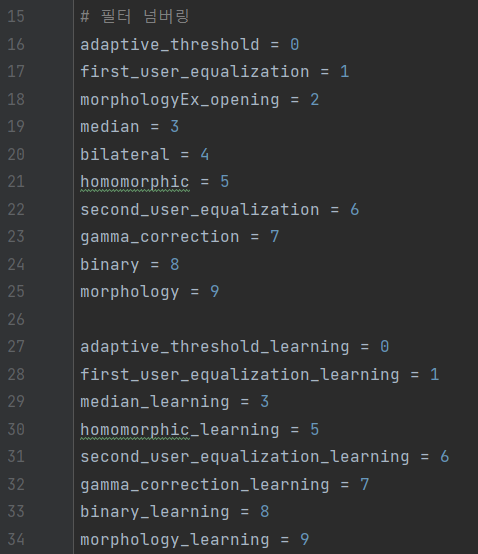 15 # 필터 넘버링
16 adaptive_threshold = 0
17 first_user_equalization = 1
18 morphologyEx_opening = 2
19 median = 3
20 bilateral = 4
21 homomorphic = 5
22 second_user_equalization = 6
23 gamma_correction = 7
24 binary = 8
25 morphology = 9
26
27 adaptive_threshold_learning = 0
28 first_user_equalization_learning = 1
29 median_learning = 3
30 homomorphic_learning = 5
31 second_user_equalization_learning = 6
32 gamma_correction_learning = 7
33 binary_learning = 8
34 morphology_learning = 9